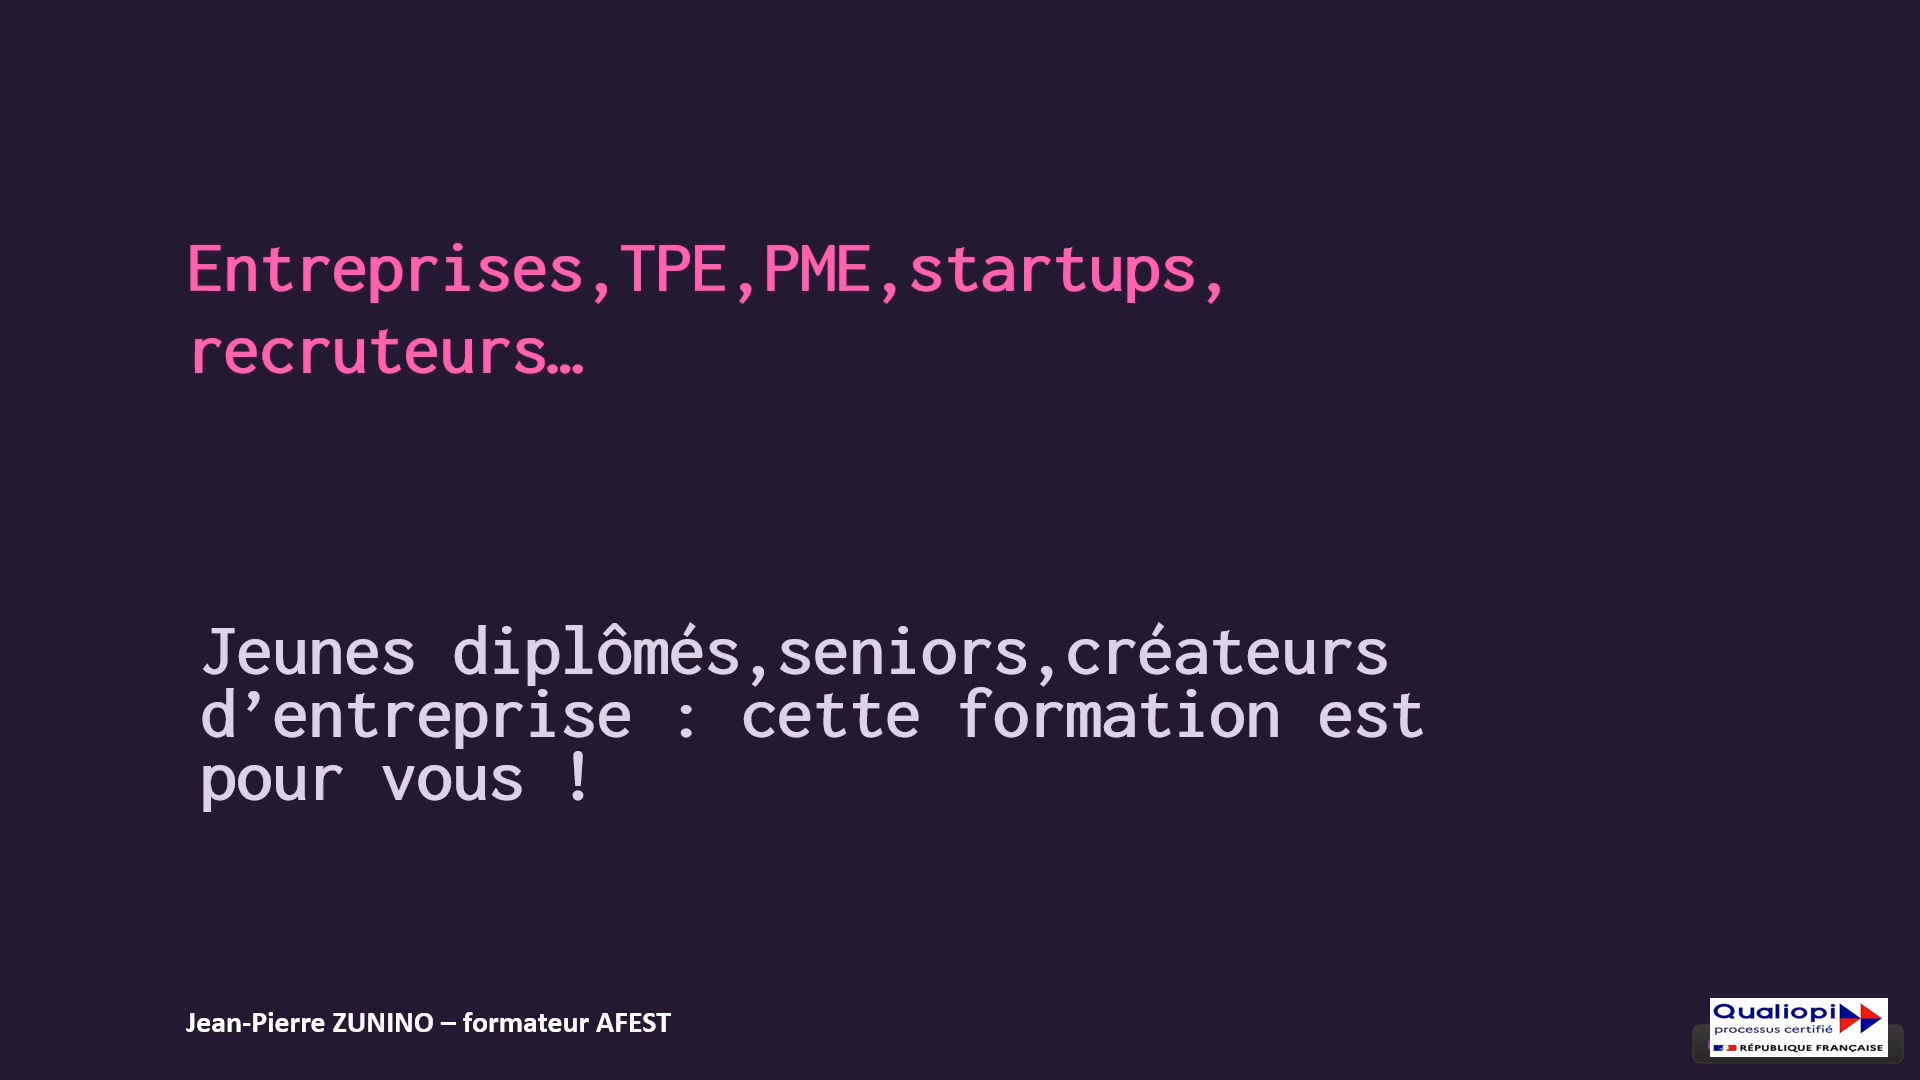 Entreprises,TPE,PME,startups,
recruteurs…
Jeunes diplômés,seniors,créateurs
d’entreprise : cette formation est
pour vous !
Jean-Pierre ZUNINO – formateur AFEST
Qualiopi
processus certifié
RÉPUBLIQUE FRANÇAISE